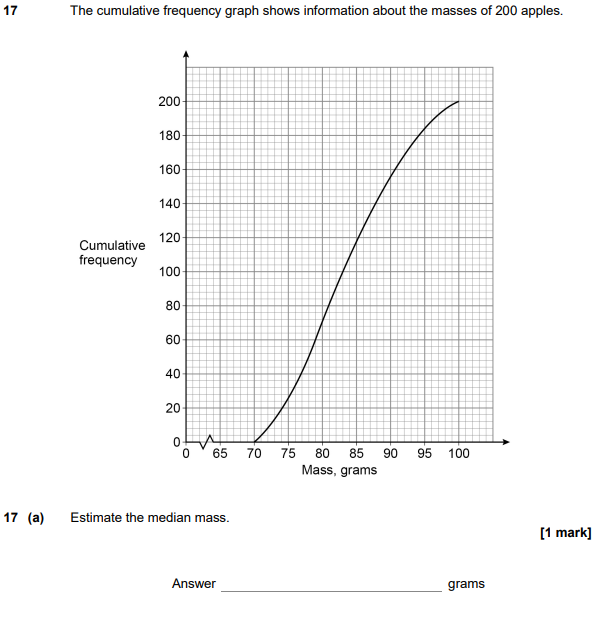 17 The cumulative frequency graph shows information about the masses of 200 apples.
200
180
160
140
120
Cumulative
frequency
100
80
60
40
20
0
0 65 70 75 80 85 90 95 100
Mass, grams
17 (a) Estimate the median mass.
[1 mark]
Answer grams